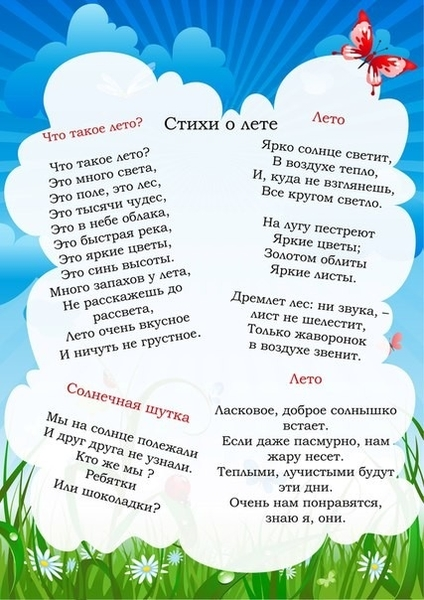 Стихи о лете
Что такое лето?
Что такое лето?
Это много света,
Это поле, это лес,
Это тысячи чудес,
Это в небе облака,
Это быстрая река,
Это яркие цветы,
Это синь высоты.
Много запахов у лета,
Не расскажешь до
рассвета,
Лето очень вкусное
И ничуть не грустное.
Солнечная шутка
Мы на солнце полежали
И друг друга не узнали.
Кто же мы ?
Ребятки
Или шоколадки?
Лето
Ярко солнце светит,
В воздухе тепло,
И, куда не взглянешь,
Все кругом светло.
На лугу пестреют
Яркие цветы;
Золотом облиты
Яркие листы.
Дремлет лес: ни звука, –
лист не шелестит,
Только жаворонок
в воздухе звенит.
Лето
Ласковое, доброе солнышко
встает.
Если даже пасмурно, нам
жару несет.
Теплыми, лучистыми будут
эти дни.
Очень нам понравятся,
знаю я, они.